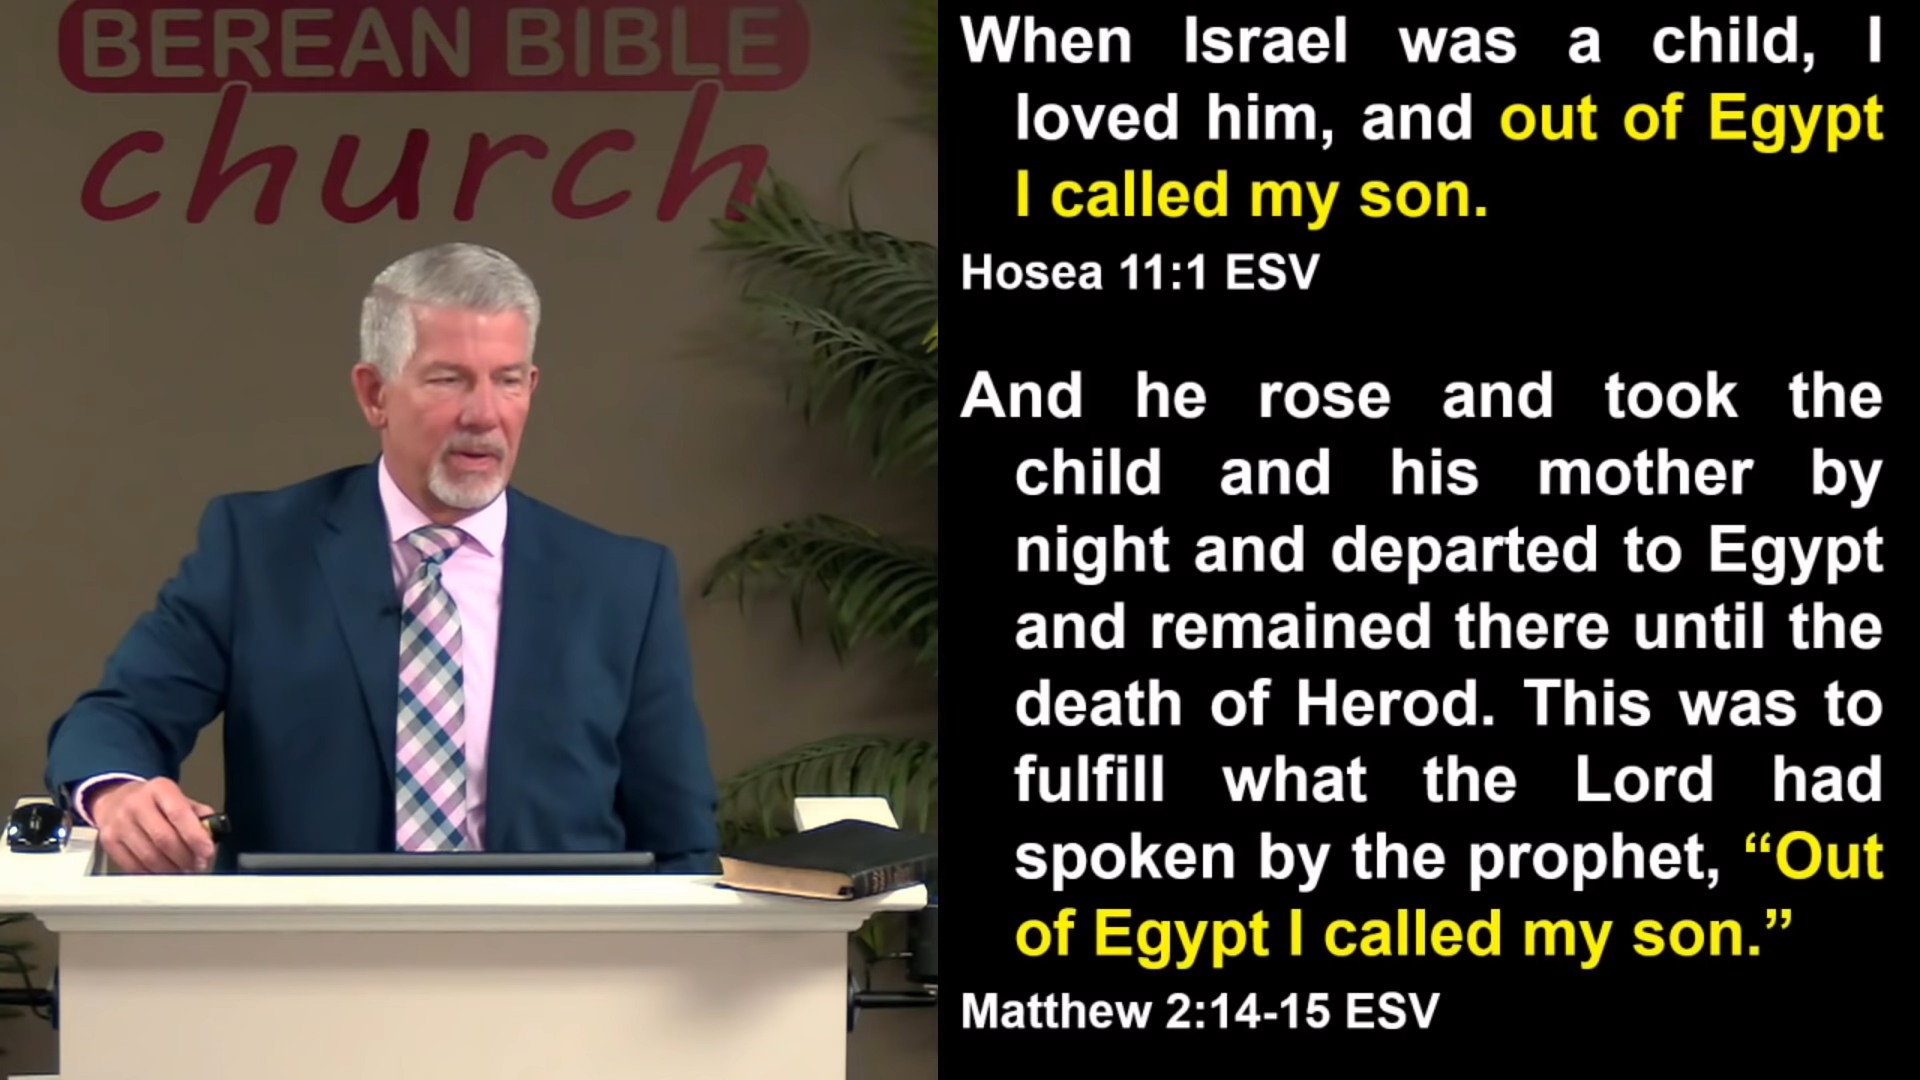 BEREAN BIBLE
church
When Israel was a child, I
loved him, and out of Egypt
I called my son.
Hosea 11:1 ESV
And he rose and took the
child and his mother by
night and departed to Egypt
and remained there until the
death of Herod. This was to
fulfill what the Lord had
spoken by the prophet, “Out
of Egypt I called my son.”
Matthew 2:14-15 ESV